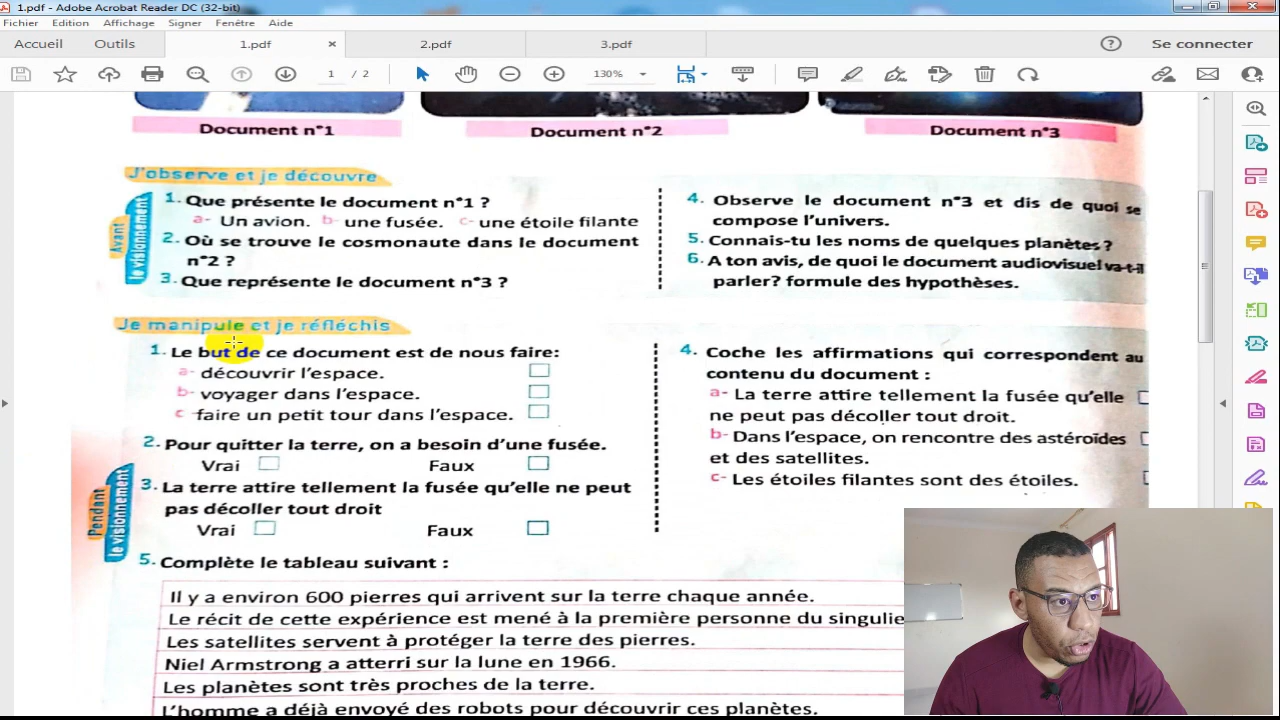 1.pdf - Adobe Acrobat Reader DC (32-bit)
Fichier Edition Affichage Signer Fenêtre Aide
Accueil Outils 1.pdf × 2.pdf 3.pdf ? Se connecter
1 / 2 130%
Document n°1 Document n°2 Document n°3
J'observe et je découvre
Avant
le visionnement
1. Que présente le document n°1 ?
a- Un avion. b- une fusée. c- une étoile filante
2. Où se trouve le cosmonaute dans le document
n°2 ?
3. Que représente le document n°3 ?
4. Observe le document n°3 et dis de quoi se
compose l'univers.
5. Connais-tu les noms de quelques planètes ?
6. A ton avis, de quoi le document audiovisuel va-t-il
parler? formule des hypothèses.
Je manipule et je réfléchis
Pendant
le visionnement
1. Le but de ce document est de nous faire:
a- découvrir l'espace.
b- voyager dans l'espace.
c faire un petit tour dans l'espace.
2. Pour quitter la terre, on a besoin d'une fusée.
Vrai Faux
3. La terre attire tellement la fusée qu'elle ne peut
pas décoller tout droit
Vrai Faux
4. Coche les affirmations qui correspondent au
contenu du document :
a- La terre attire tellement la fusée qu'elle
ne peut pas décoller tout droit.
b- Dans l'espace, on rencontre des astéroïdes
et des satellites.
c- Les étoiles filantes sont des étoiles.
5. Complète le tableau suivant :
Il y a environ 600 pierres qui arrivent sur la terre chaque année.
Le récit de cette expérience est mené à la première personne du singulie
Les satellites servent à protéger la terre des pierres.
Niel Armstrong a atterri sur la lune en 1966.
Les planètes sont très proches de la terre.
L'homme a déjà envoyé des robots pour découvrir ces planètes.